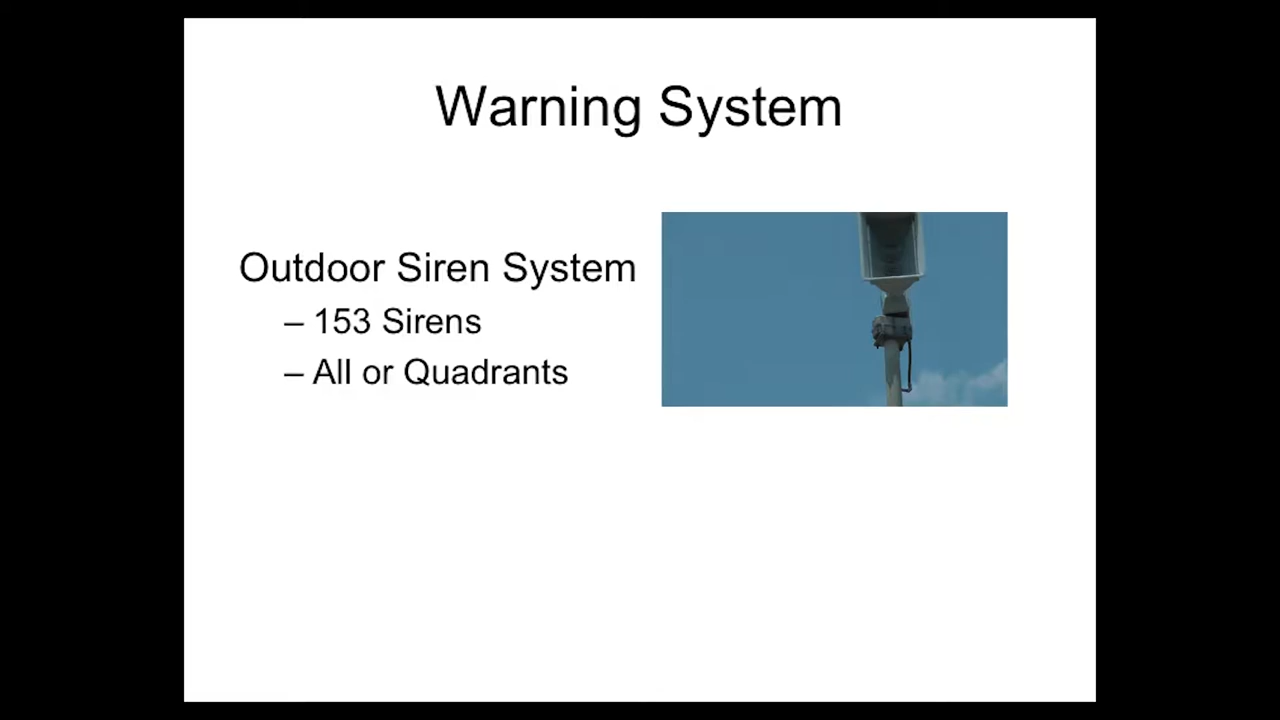 Warning System
Outdoor Siren System
– 153 Sirens
– All or Quadrants